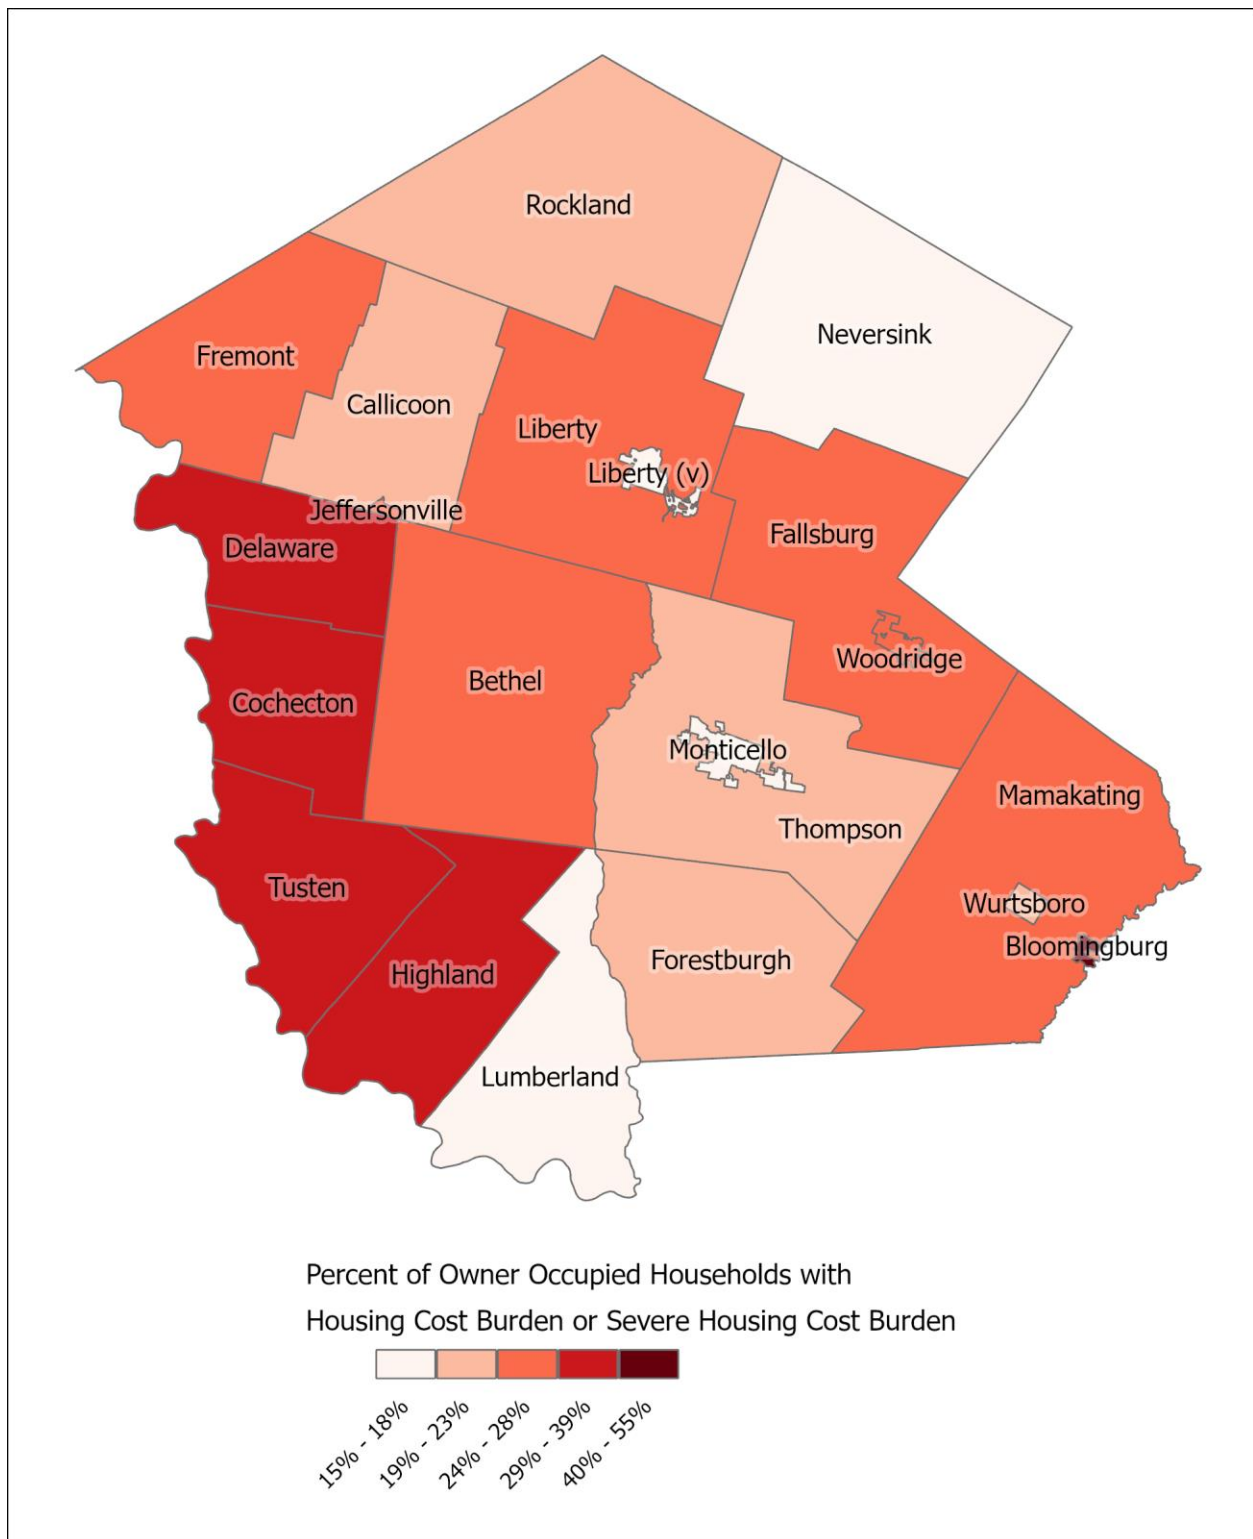 Rockland
Neversink
Fremont
Callicoon
Liberty
Liberty (v)
Jeffersonville
Fallsburg
Delaware
Woodridge
Bethel
Cochecton
Monticello
Mamakating
Thompson
Tusten
Wurtsboro
Bloomingburg
Forestburgh
Highland
Lumberland
Percent of Owner Occupied Households with
Housing Cost Burden or Severe Housing Cost Burden
15% - 18%
19% - 23%
24% - 28%
29% - 39%
40% - 55%